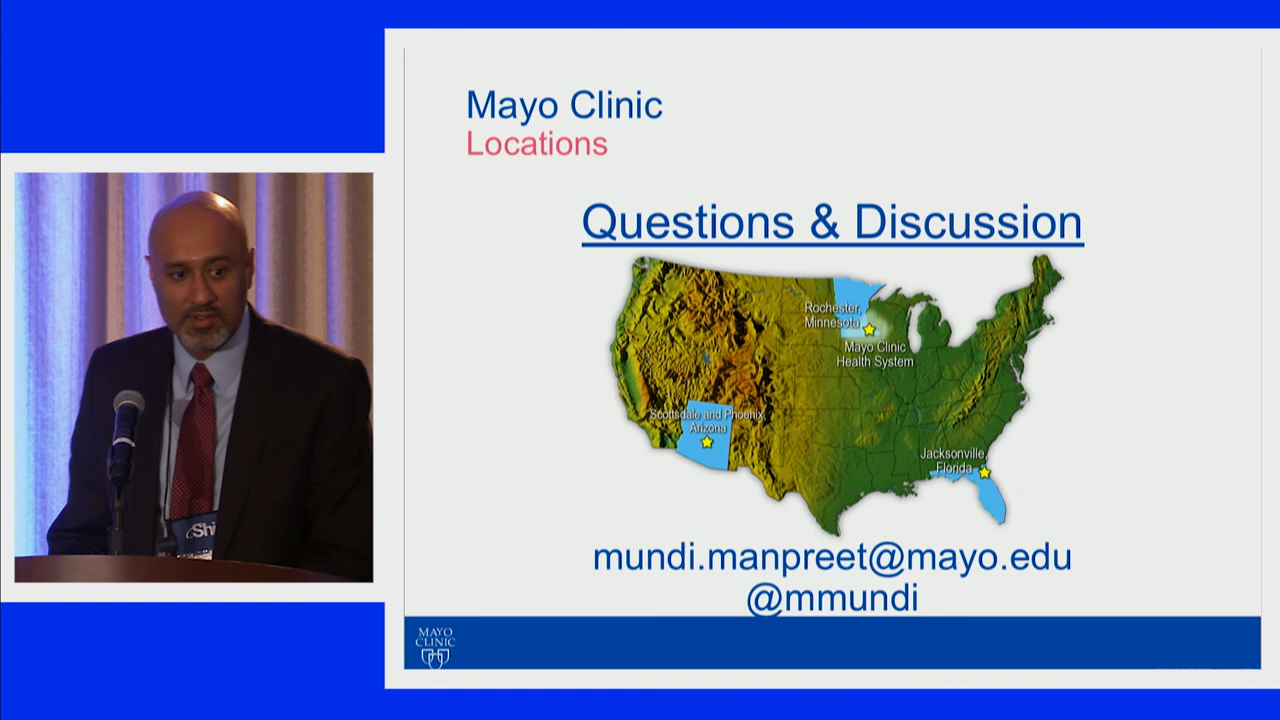 Mayo Clinic
Locations
Questions & Discussion
Rochester,
Minnesota
Mayo Clinic
Health System
Scottsdale and Phoenix,
Arizona
Jacksonville,
Florida
mundi.manpreet@mayo.edu
@mmundi
MAYO
CLINIC